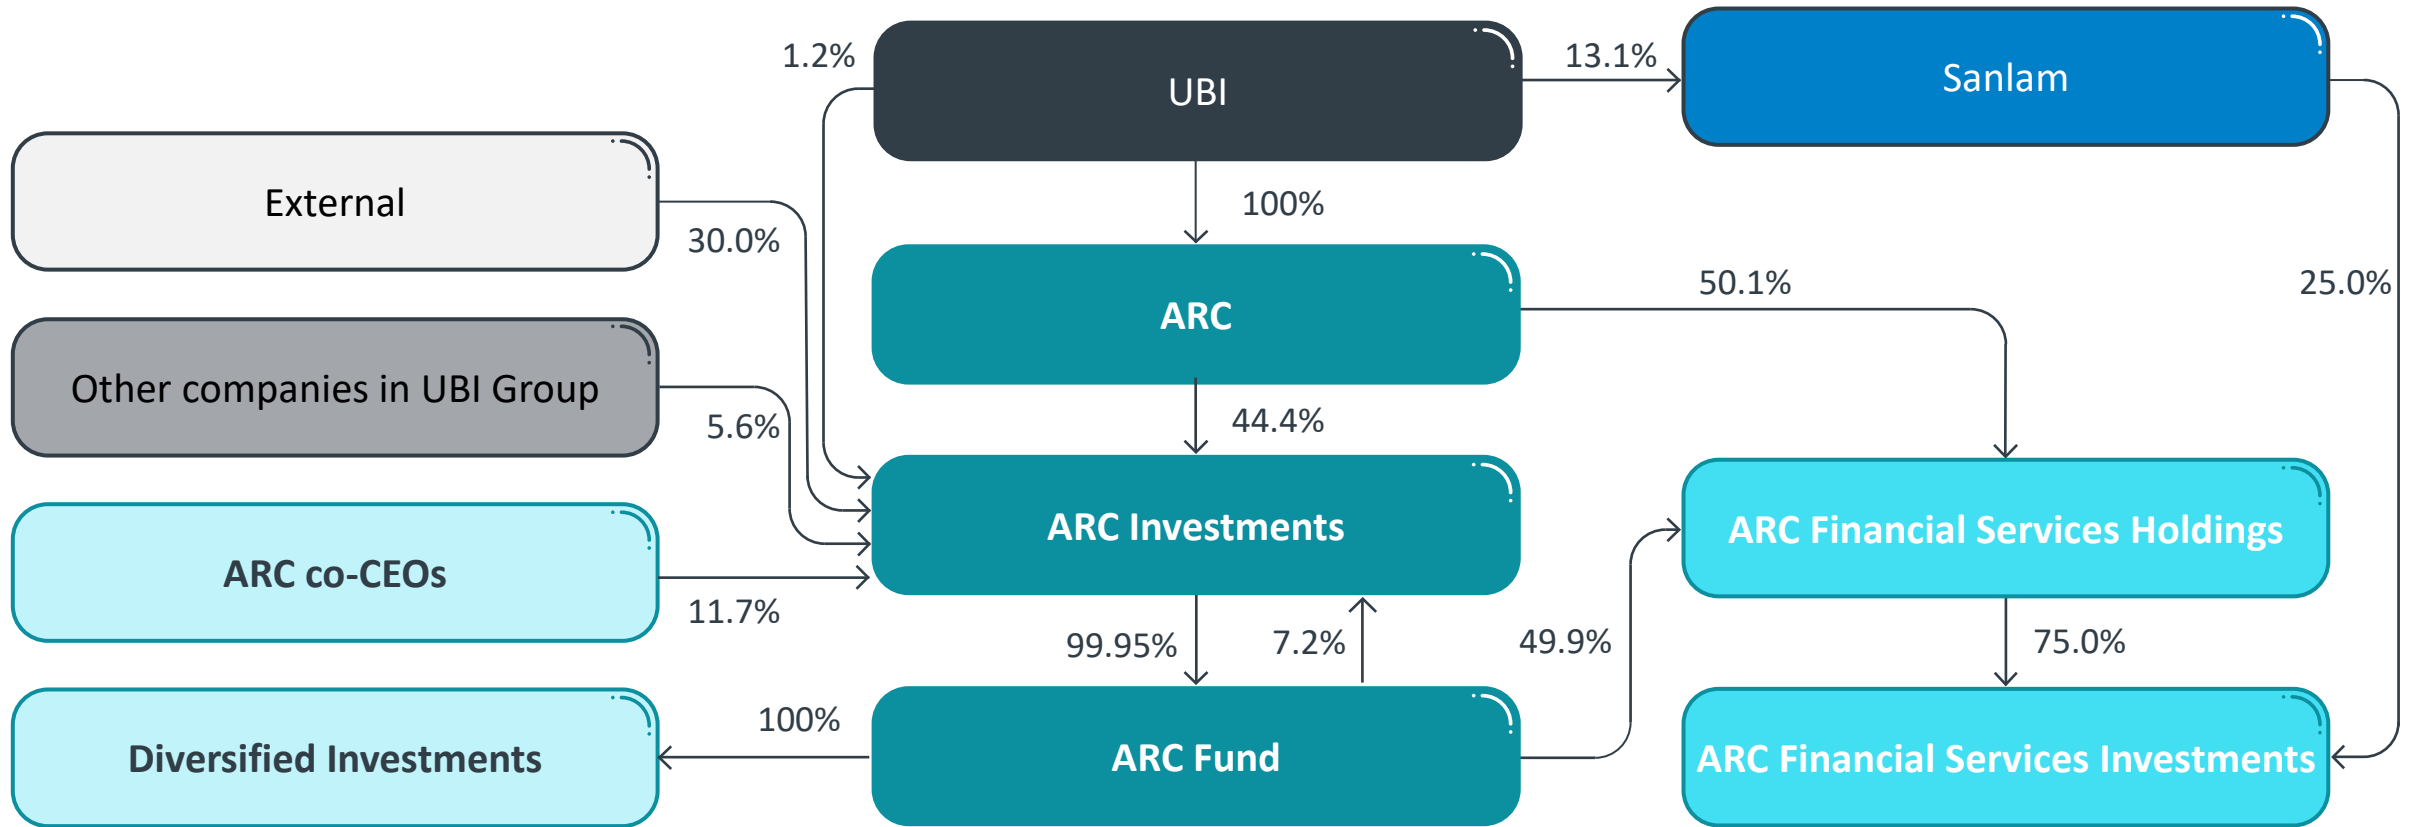 1.2%
UBI
13.1%
Sanlam
External
30.0%
100%
25.0%
ARC
50.1%
Other companies in UBI Group
5.6%
44.4%
ARC Investments
ARC Financial Services Holdings
ARC co-CEOs
11.7%
99.95%
7.2%
49.9%
75.0%
100%
Diversified Investments
ARC Fund
ARC Financial Services Investments